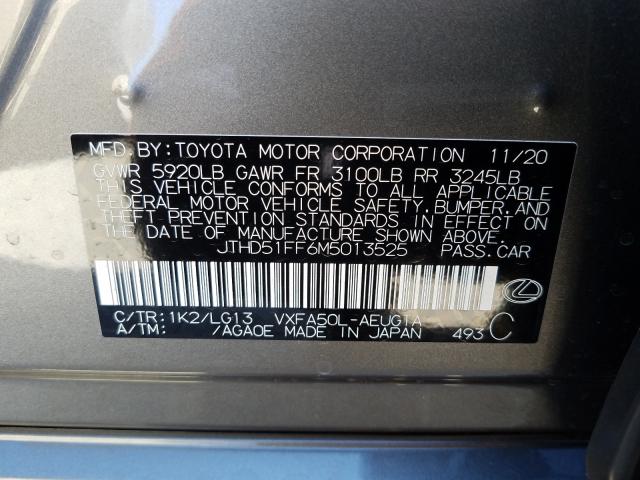 MFD.BY:TOYOTA MOTOR CORPORATION 11/20
GVWR 5920LB GAWR FR 3100LB RR 3245LB
THIS VEHICLE CONFORMS TO ALL APPLICABLE
FEDERAL MOTOR VEHICLE SAFETY,BUMPER,AND
THEFT PREVENTION STANDARDS IN EFFECT ON
THE DATE OF MANUFACTURE SHOWN ABOVE.
JTHD51FF6M5013525 PASS.CAR
C/TR:1K2/LG13 VXFA50L-AEUGTA
A/TM: /AGA0E MADE IN JAPAN 493 C